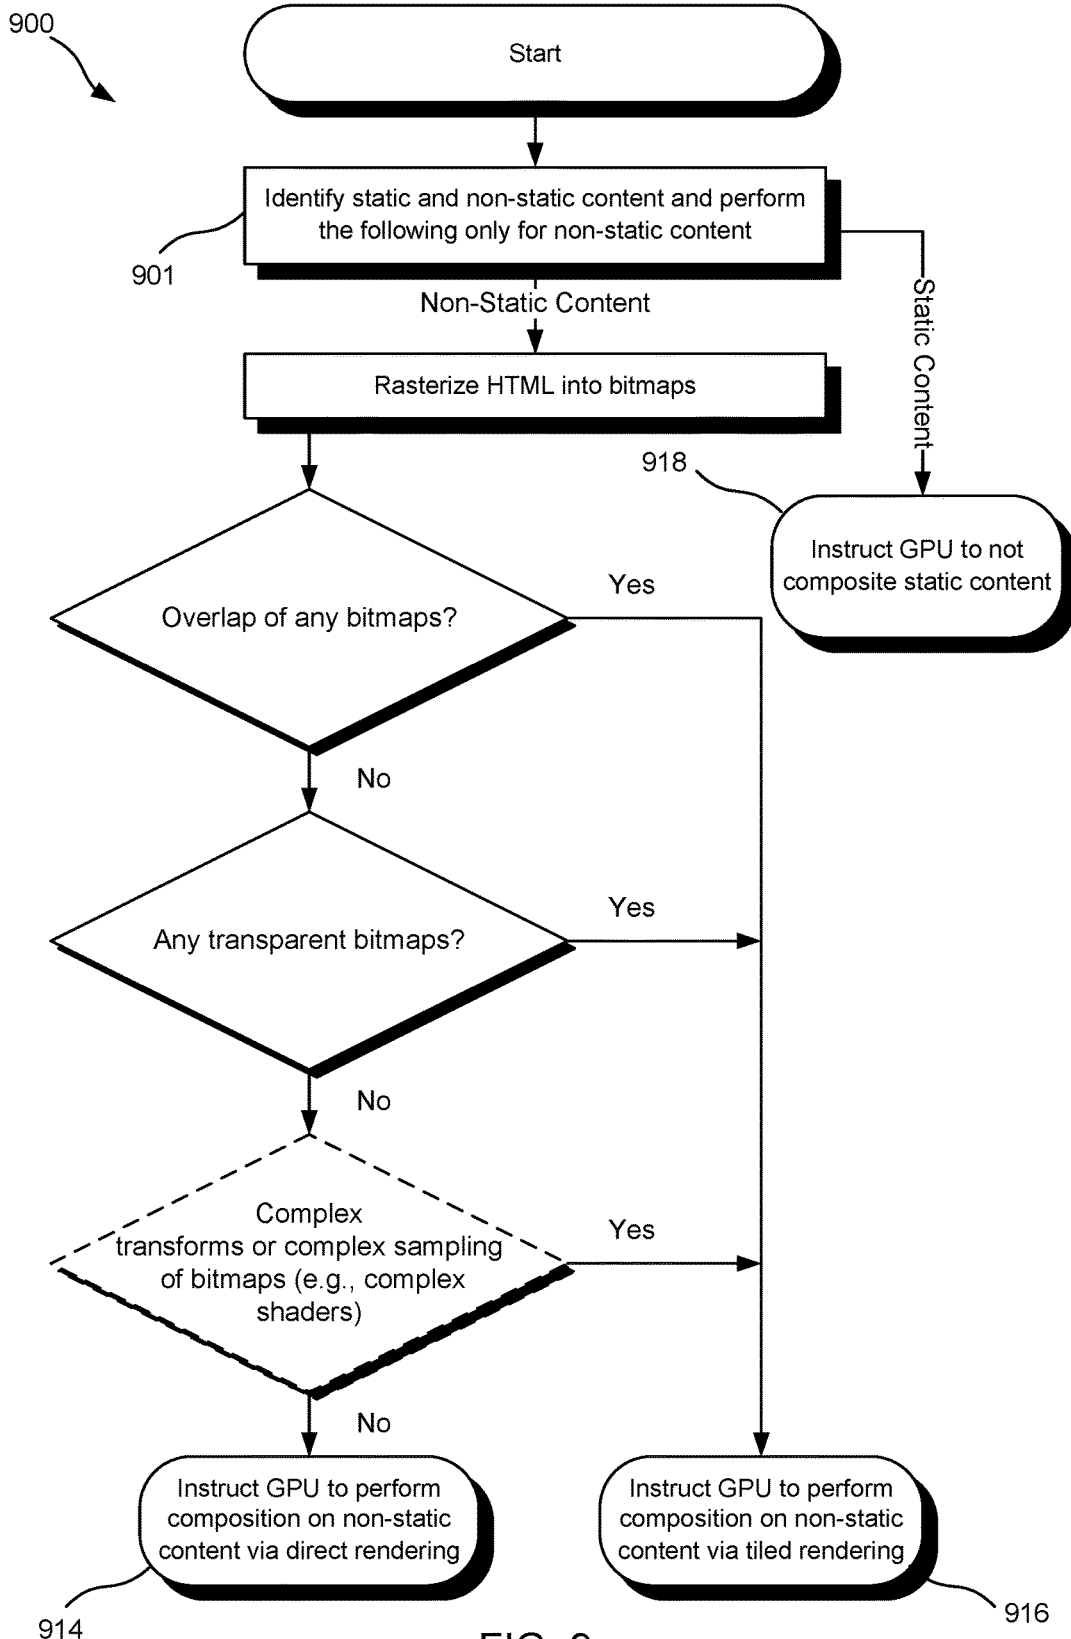 900
Start
Identify static and non-static content and perform
the following only for non-static content
901
Non-Static Content
Static Content
Rasterize HTML into bitmaps
918
Instruct GPU to not
composite static content
Overlap of any bitmaps?
Yes
No
Any transparent bitmaps?
Yes
No
Complex
transforms or complex sampling
of bitmaps (e.g., complex
shaders)
Yes
No
Instruct GPU to perform
composition on non-static
content via direct rendering
914
Instruct GPU to perform
composition on non-static
content via tiled rendering
916